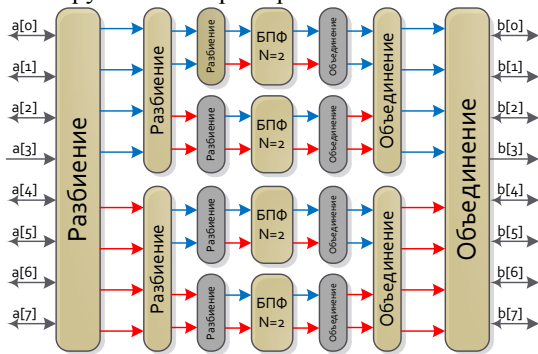 a[0]
a[1]
a[2]
a[3]
a[4]
a[5]
a[6]
a[7]
Разбиение
Разбиение
Разбиение
Разбиение
Разбиение
Разбиение
Разбиение
БПФ
N=2
БПФ
N=2
БПФ
N=2
БПФ
N=2
Объединение
Объединение
Объединение
Объединение
Объединение
Объединение
Объединение
b[0]
b[1]
b[2]
b[3]
b[4]
b[5]
b[6]
b[7]